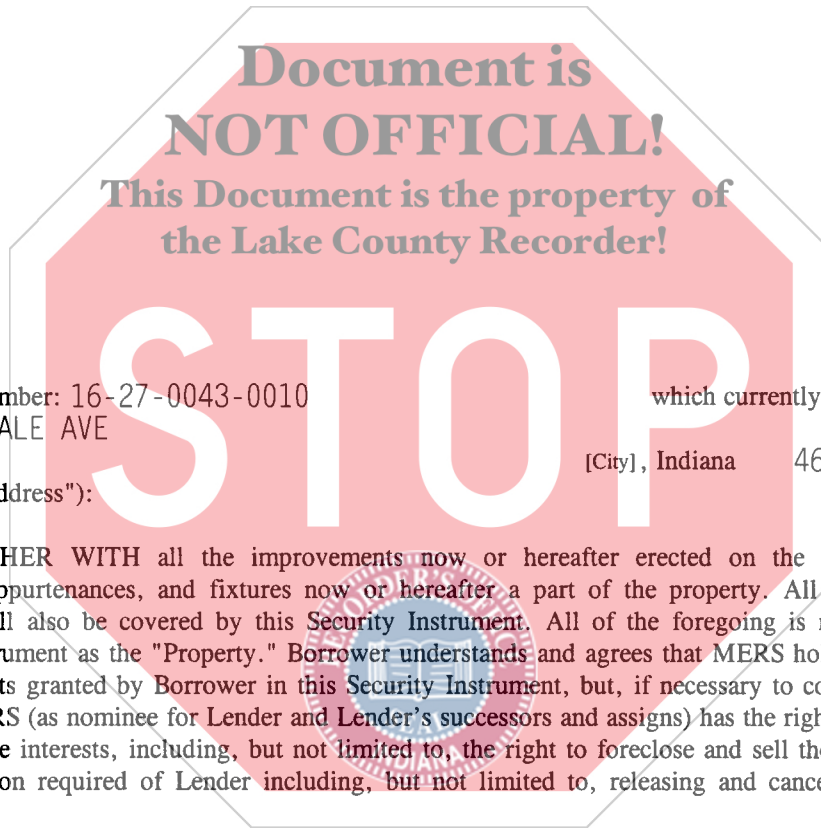 Document is
NOT OFFICIAL!
This Document is the property of
the Lake County Recorder!
STOP
mber: 16-27-0043-0010 which currently
ALE AVE
[City], Indiana 46
ddress"):
HER WITH all the improvements now or hereafter erected on the
ppurtenances, and fixtures now or hereafter a part of the property. All
ll also be covered by this Security Instrument. All of the foregoing is
rument as the "Property." Borrower understands and agrees that MERS ho
ts granted by Borrower in this Security Instrument, but, if necessary to co
RS (as nominee for Lender and Lender's successors and assigns) has the righ
e interests, including, but not limited to, the right to foreclose and sell the
on required of Lender including, but not limited to, releasing and cance
RECORDER'S OFFIC
INDIANA